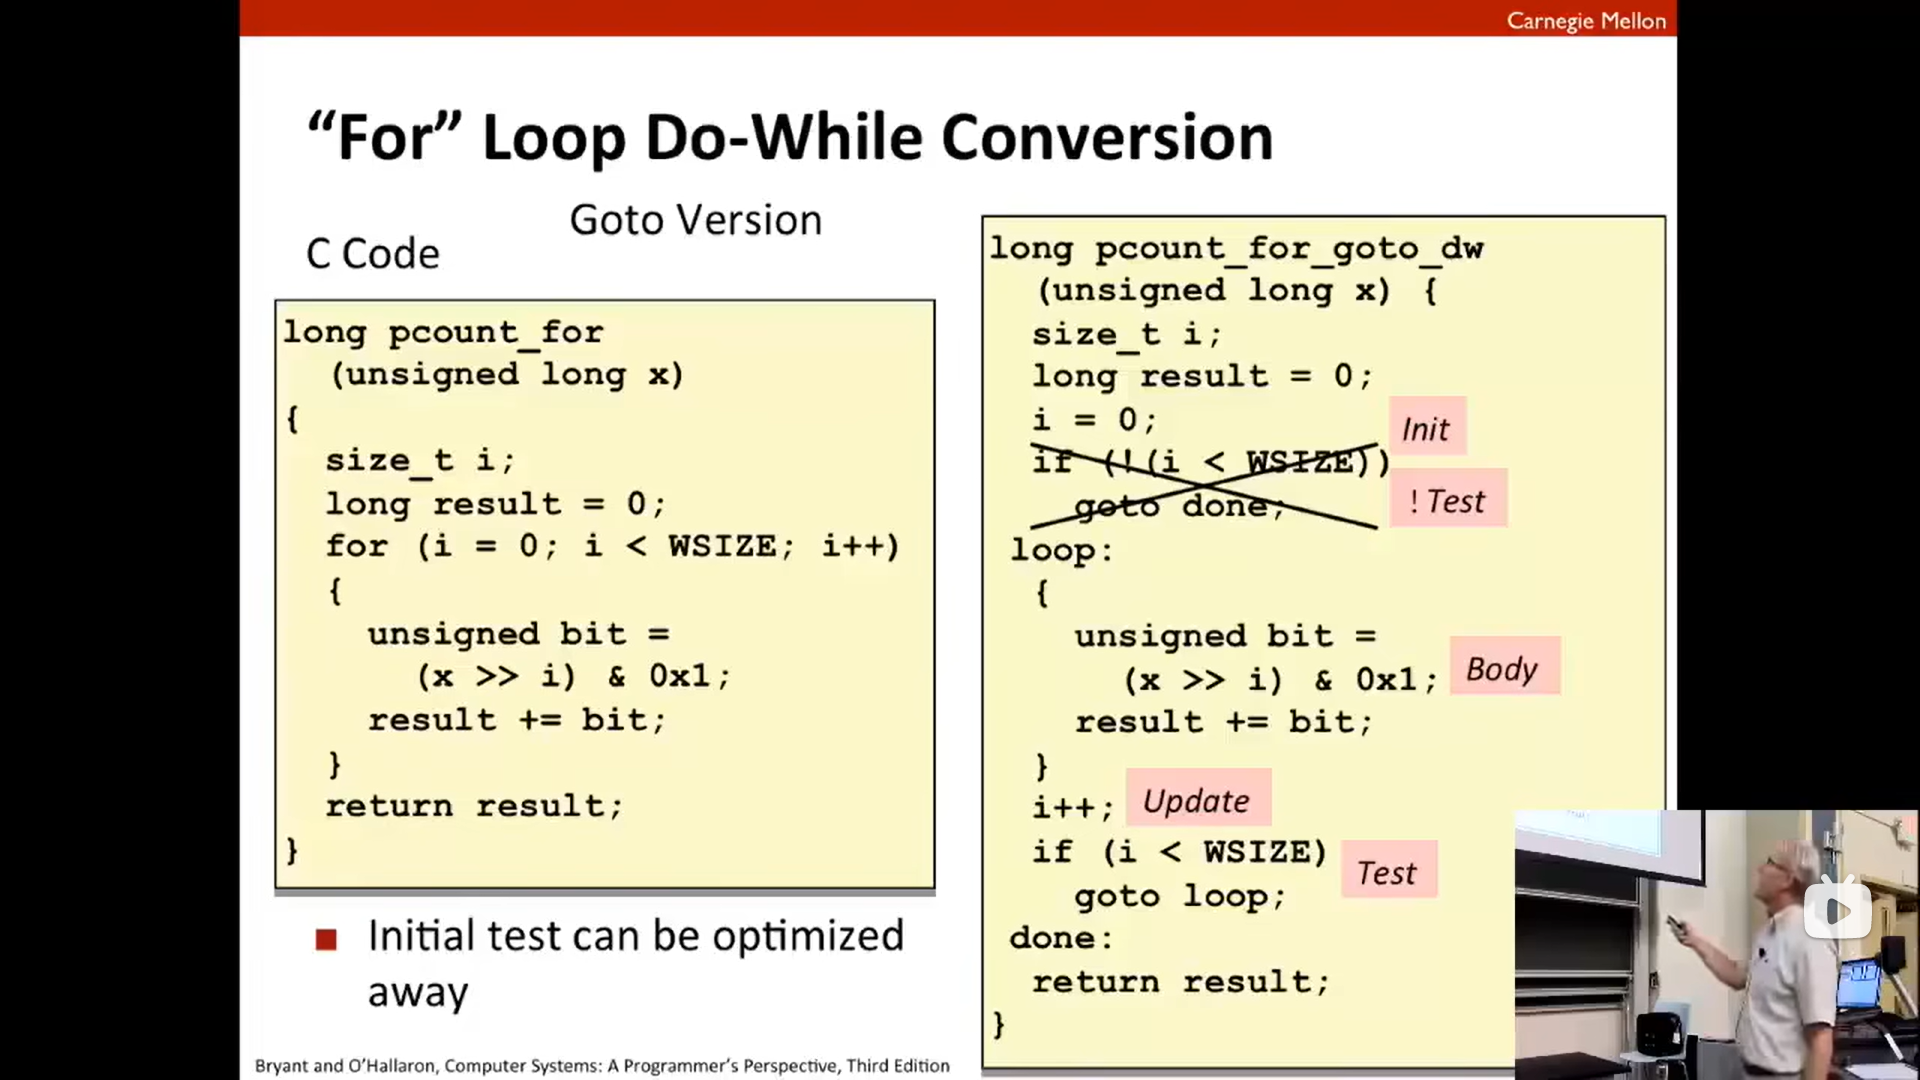 Carnegie Mellon
“For” Loop Do-While Conversion
Goto Version
C Code
long pcount_for
(unsigned long x)
{
size_t i;
long result = 0;
for (i = 0; i < WSIZE; i++)
{
unsigned bit =
(x >> i) & 0x1;
result += bit;
}
return result;
}
Initial test can be optimized
away
long pcount_for_goto_dw
(unsigned long x) {
size_t i;
long result = 0;
i = 0;
Init
if (!(i < WSIZE))
goto done;
! Test
loop:
{
unsigned bit =
(x >> i) & 0x1;
Body
result += bit;
}
i++;
Update
if (i < WSIZE)
goto loop;
Test
done:
return result;
}
Bryant and O’Hallaron, Computer Systems: A Programmer’s Perspective, Third Edition